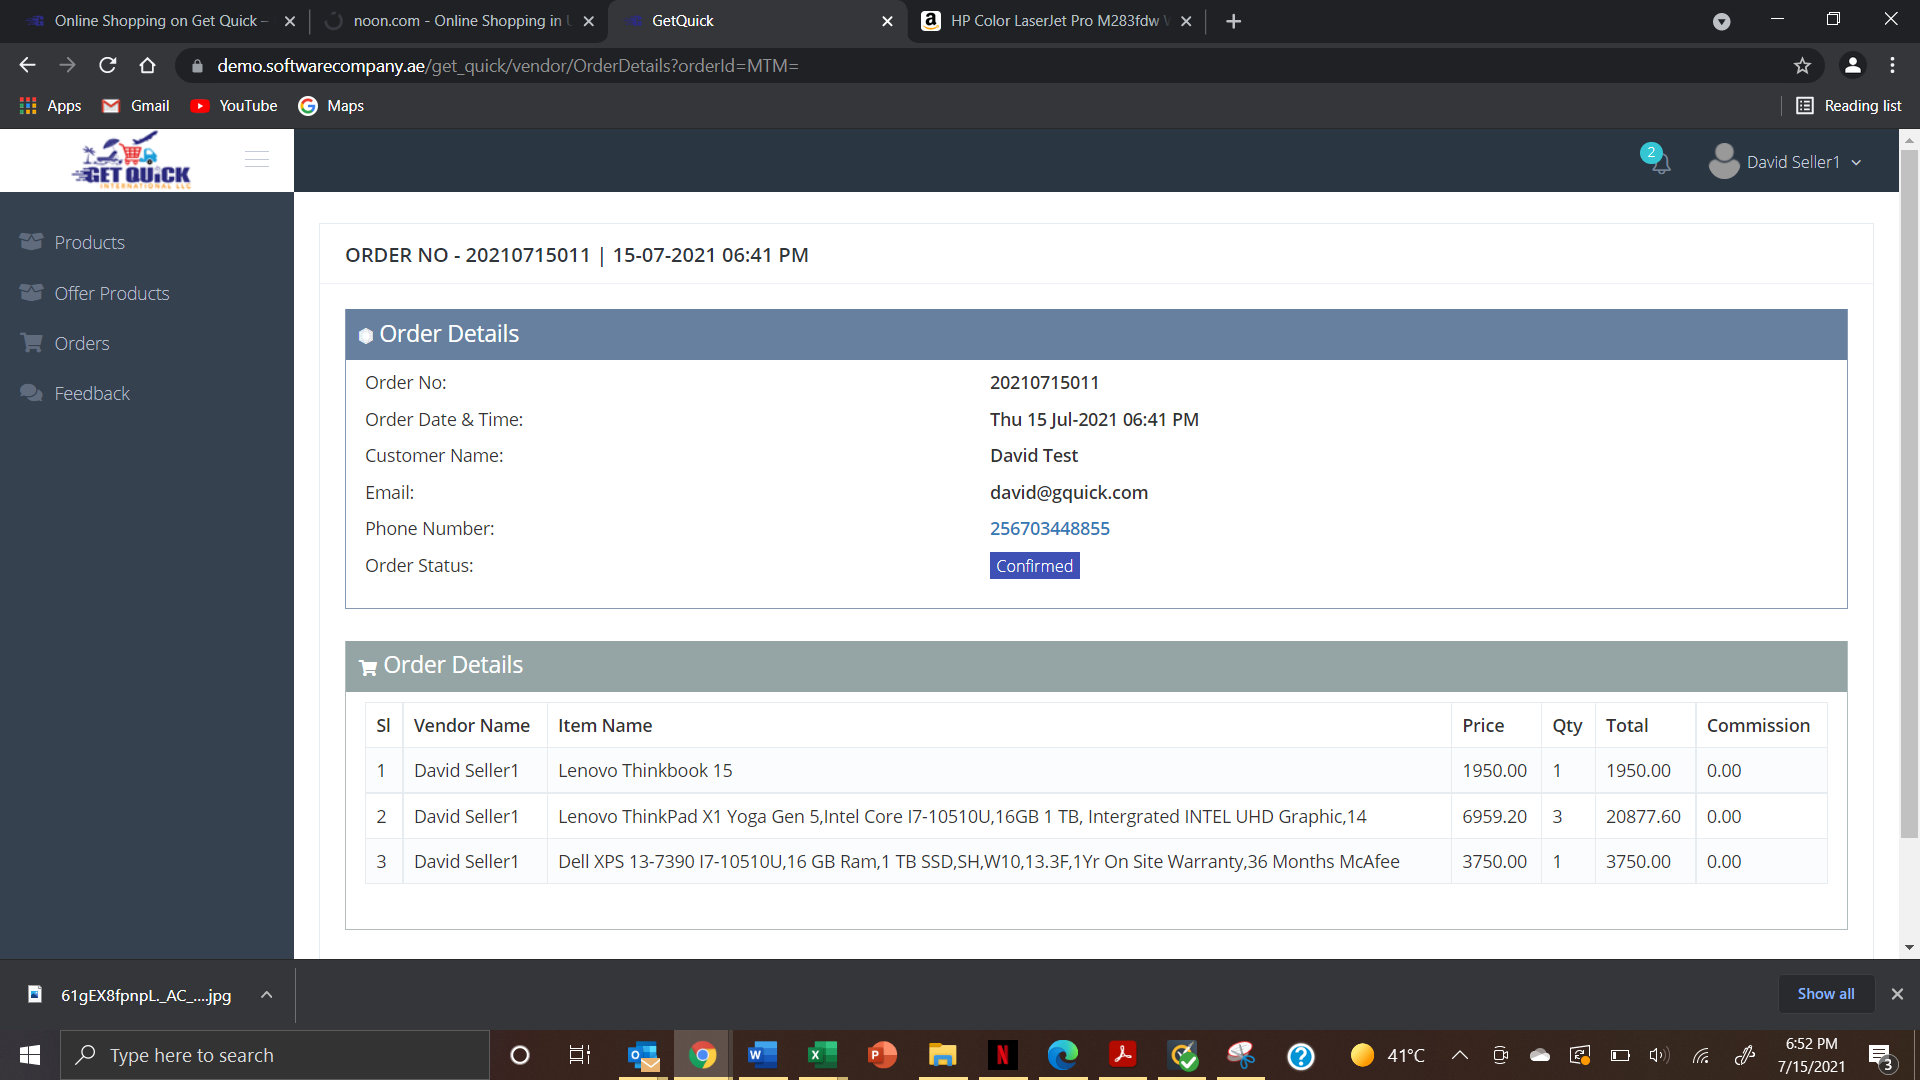 Online Shopping on Get Quick –
noon.com - Online Shopping in U
GetQuick
HP Color LaserJet Pro M283fdw W
demo.softwarecompany.ae/get_quick/vendor/OrderDetails?orderId=MTM=
Apps
Gmail
YouTube
Maps
Reading list
GET QUICK
INTERNATIONAL LLC
2
David Seller1
Products
Offer Products
Orders
Feedback
ORDER NO - 20210715011 | 15-07-2021 06:41 PM
Order Details
Order No: 20210715011
Order Date & Time: Thu 15 Jul-2021 06:41 PM
Customer Name: David Test
Email: david@gquick.com
Phone Number: 256703448855
Order Status: Confirmed
Order Details
Sl Vendor Name Item Name Price Qty Total Commission
1 David Seller1 Lenovo Thinkbook 15 1950.00 1 1950.00 0.00
2 David Seller1 Lenovo ThinkPad X1 Yoga Gen 5,Intel Core I7-10510U,16GB 1 TB, Intergrated INTEL UHD Graphic,14 6959.20 3 20877.60 0.00
3 David Seller1 Dell XPS 13-7390 I7-10510U,16 GB Ram,1 TB SSD,SH,W10,13.3F,1Yr On Site Warranty,36 Months McAfee 3750.00 1 3750.00 0.00
61gEX8fpnpL._AC_....jpg
Show all
Type here to search
41°C
6:52 PM
7/15/2021
3